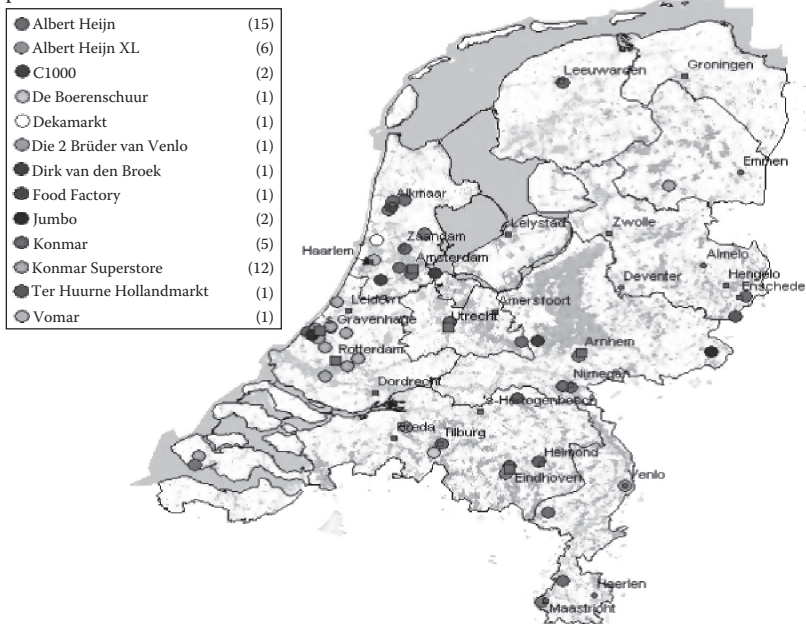 Albert Heijn (15)
Albert Heijn XL (6)
C1000 (2)
De Boerenschuur (1)
Dekamarkt (1)
Die 2 Brüder van Venlo (1)
Dirk van den Broek (1)
Food Factory (1)
Jumbo (2)
Konmar (5)
Konmar Superstore (12)
Ter Huurne Hollandmarkt (1)
Vomar (1)
Leeuwarden
Groningen
Emmen
Alkmaar
Lelystad
Zwolle
Zaandam
Haarlem
Amsterdam
Almelo
Deventer
Hengelo
Enschede
Leiden
Amersfoort
's Gravenhage
Utrecht
Rotterdam
Arnhem
Nijmegen
Dordrecht
's-Hertogenbosch
Breda
Tilburg
Helmond
Eindhoven
Venlo
Heerlen
Maastricht